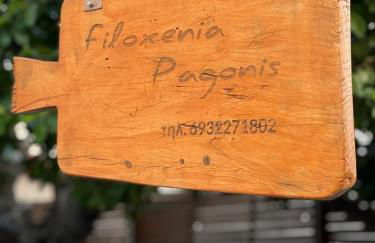 filoxenia
Pagonis
τηλ. 6932271802